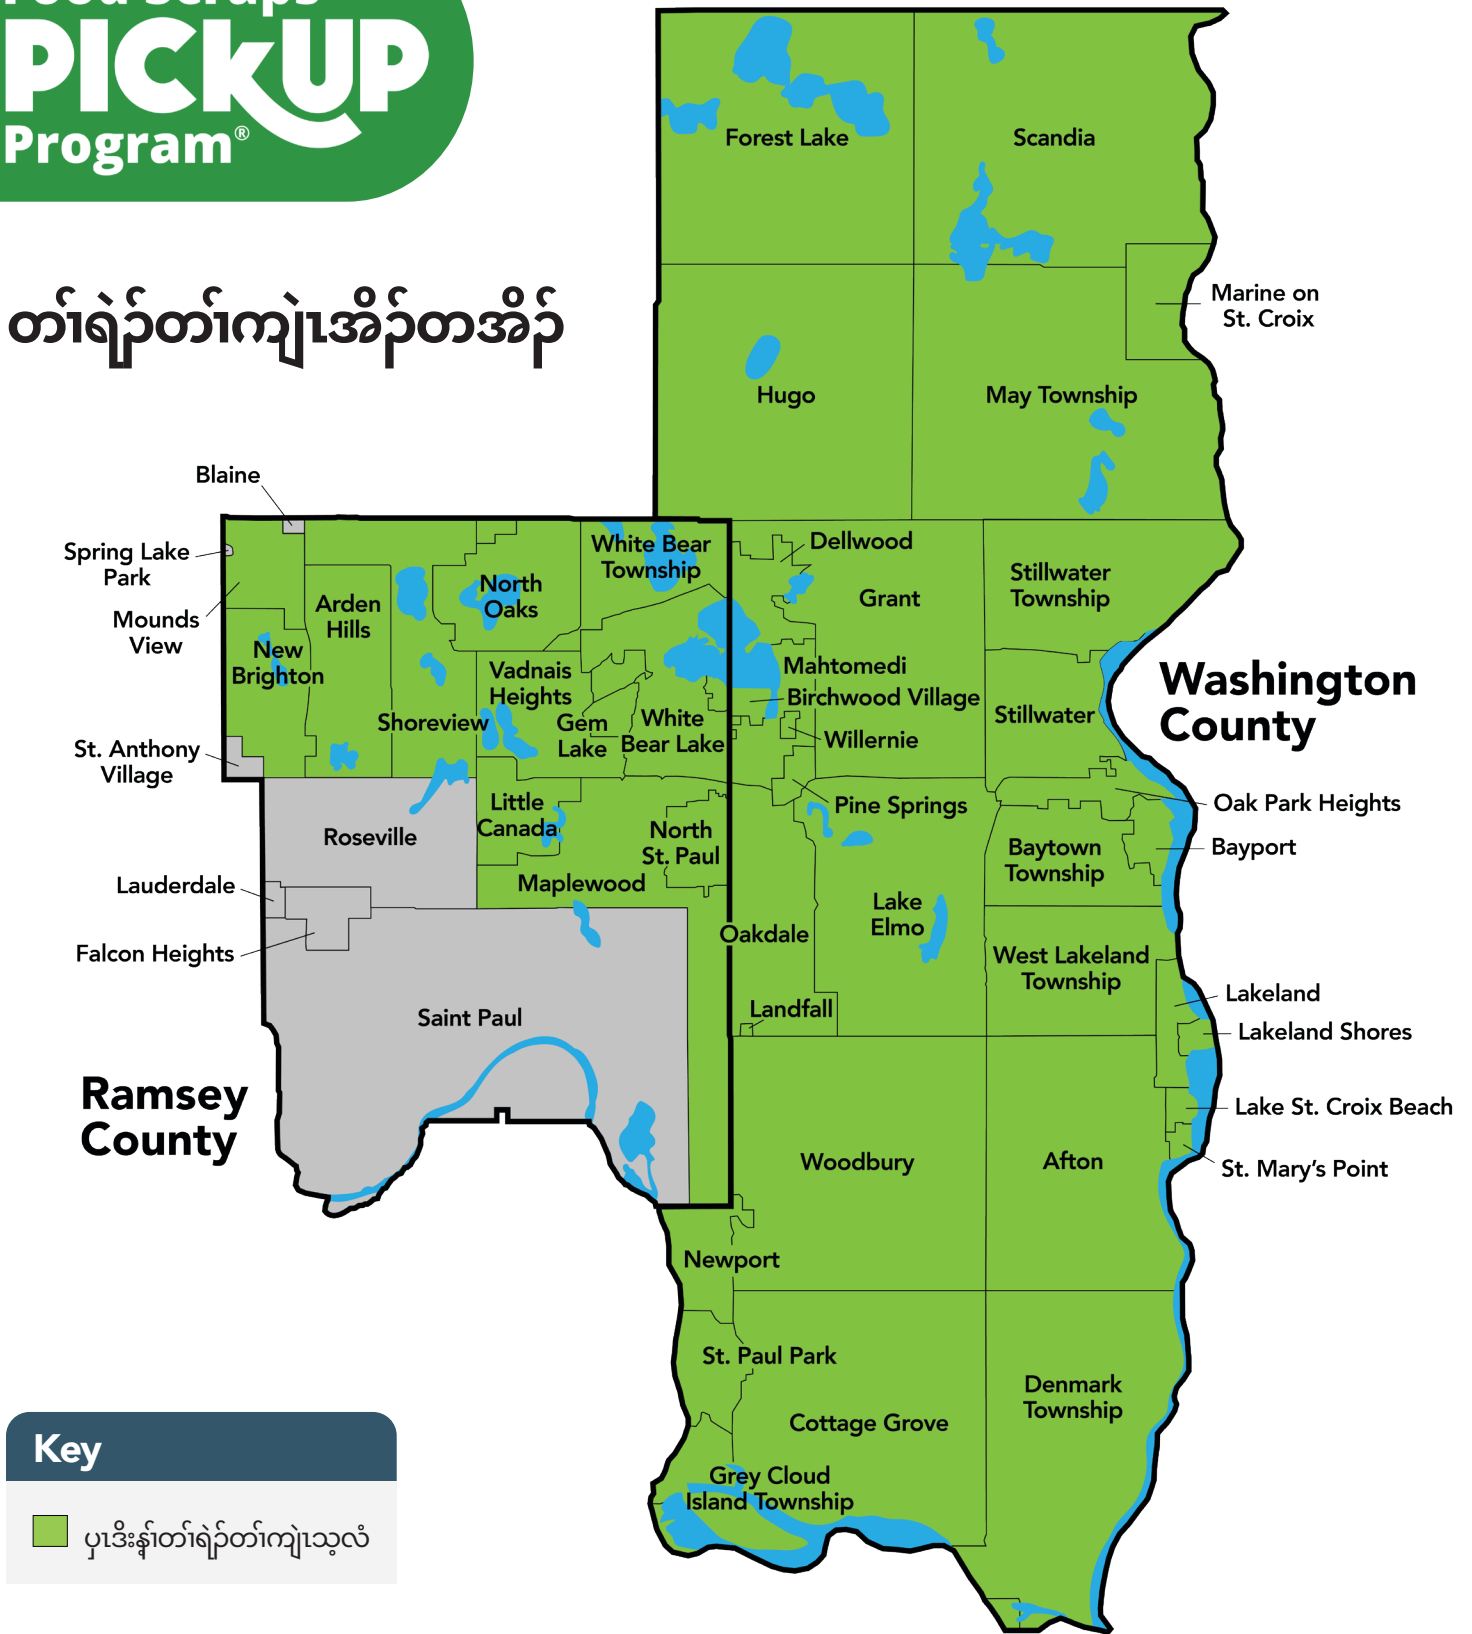 Food Scraps
PICKUP
Program®
တၢ်ရဲၣ်တၢ်ကျဲၤအိၣ်တအိၣ်
Forest Lake
Scandia
Marine on
St. Croix
Hugo
May Township
Blaine
Spring Lake
Park
Mounds
View
New
Brighton
Arden
Hills
North
Oaks
White Bear
Township
Dellwood
Grant
Stillwater
Township
Vadnais
Heights
Mahtomedi
Birchwood Village
Washington
County
Shoreview
Gem
Lake
White
Bear Lake
Willernie
Stillwater
St. Anthony
Village
Little
Canada
Pine Springs
Oak Park Heights
Roseville
North
St. Paul
Baytown
Township
Bayport
Lauderdale
Maplewood
Lake
Elmo
Falcon Heights
Oakdale
West Lakeland
Township
Saint Paul
Landfall
Lakeland
Lakeland Shores
Ramsey
County
Lake St. Croix Beach
Woodbury
Afton
St. Mary’s Point
Newport
St. Paul Park
Denmark
Township
Cottage Grove
Grey Cloud
Island Township
Key
ပှၤဒိးန့ၢ်တၢ်ရဲၣ်တၢ်ကျဲၤသ့လံ